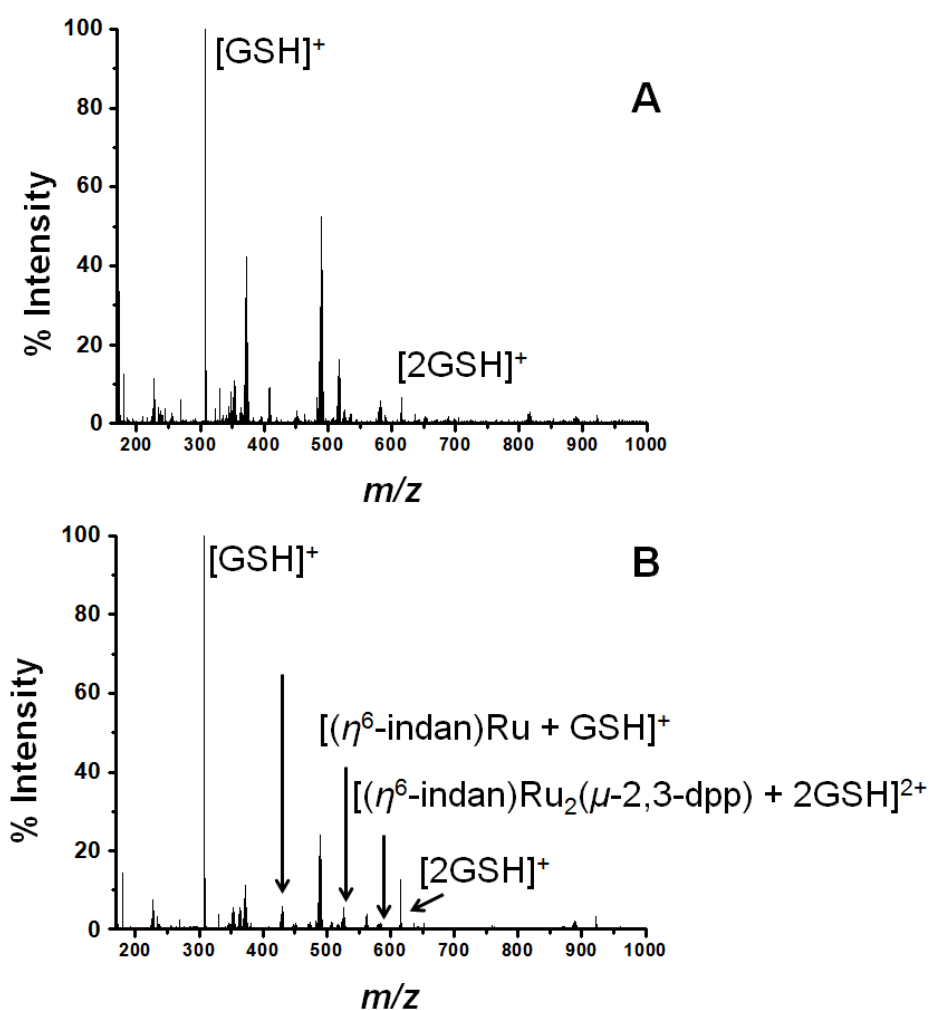 100
80
60
40
20
0
% Intensity
[GSH]⁺
A
[2GSH]⁺
200 300 400 500 600 700 800 900 1000
m/z
100
80
60
40
20
0
% Intensity
[GSH]⁺
B
[(η⁶-indan)Ru + GSH]⁺
[(η⁶-indan)Ru₂(μ-2,3-dpp) + 2GSH]²⁺
[2GSH]⁺
200 300 400 500 600 700 800 900 1000
m/z